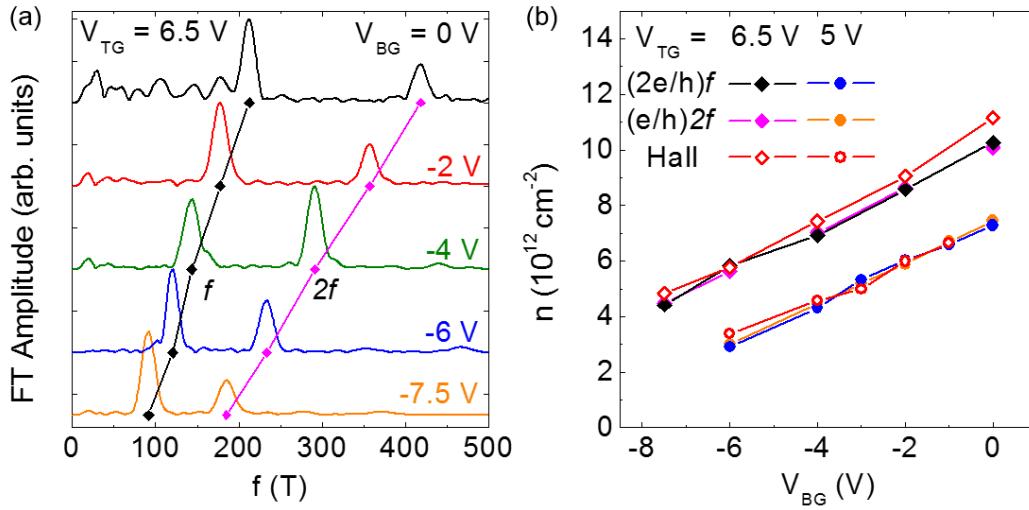 (a)
V_TG = 6.5 V V_BG = 0 V
-2 V
-4 V
f 2f
-6 V
-7.5 V
FT Amplitude (arb. units)
0 100 200 300 400 500
f (T)
(b)
V_TG = 6.5 V 5 V
(2e/h)f
(e/h)2f
Hall
n (10^12 cm^-2)
14
12
10
8
6
4
2
0
-8 -6 -4 -2 0
V_BG (V)